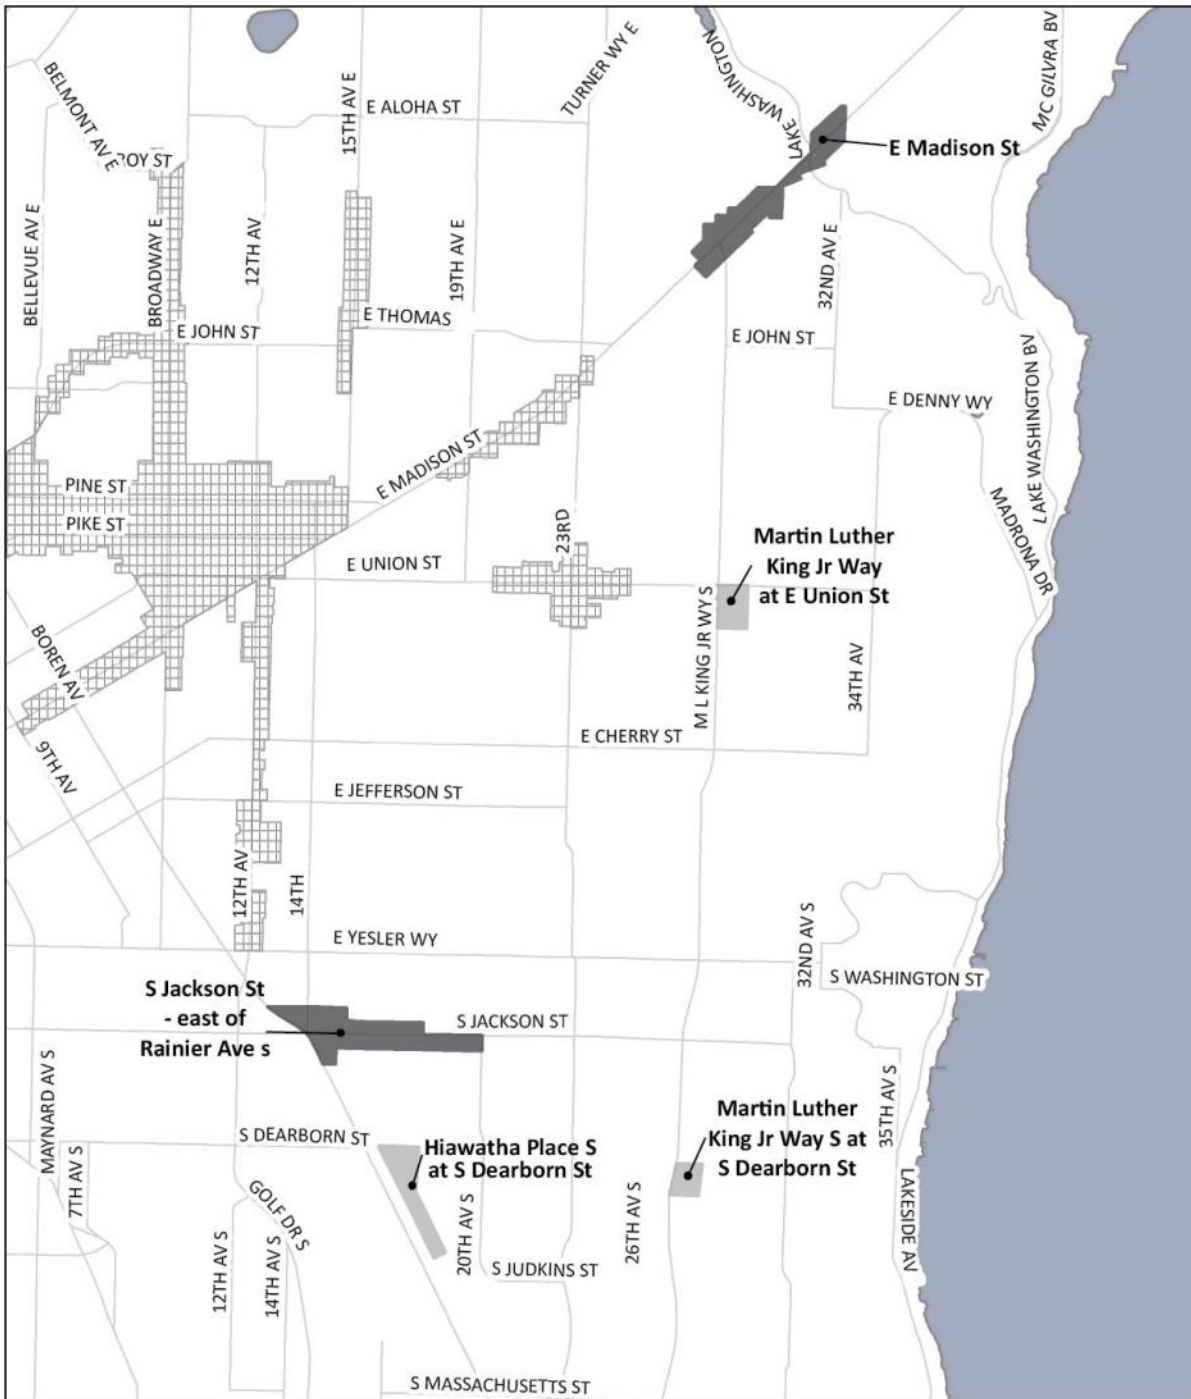 TURNER WY E
MC GILVRA BV
LAKE WASHINGTON
BELMONT AV E
15TH AV E
E ALOHA ST
E Madison St
ROY ST
BELLEVUE AV E
BROADWAY E
12TH AV
19TH AV E
32ND AV E
E THOMAS
E JOHN ST
E JOHN ST
LAKE WASHINGTON BV
E DENNY WY
E MADISON ST
PINE ST
PIKE ST
MADRONA DR
23RD
Martin Luther
King Jr Way
at E Union St
E UNION ST
M L KING JR WY S
BOREN AV
34TH AV
9TH AV
E CHERRY ST
E JEFFERSON ST
12TH AV
14TH
E YESLER WY
32ND AV S
S WASHINGTON ST
S Jackson St
- east of
Rainier Ave s
S JACKSON ST
MAYNARD AV S
35TH AV S
Martin Luther
King Jr Way S at
S Dearborn St
S DEARBORN ST
Hiawatha Place S
at S Dearborn St
7TH AV S
GOLF DR S
20TH AV S
26TH AV S
LAKESIDE AV
12TH AV S
14TH AV S
S JUDKINS ST
S MASSACHUSETTS ST